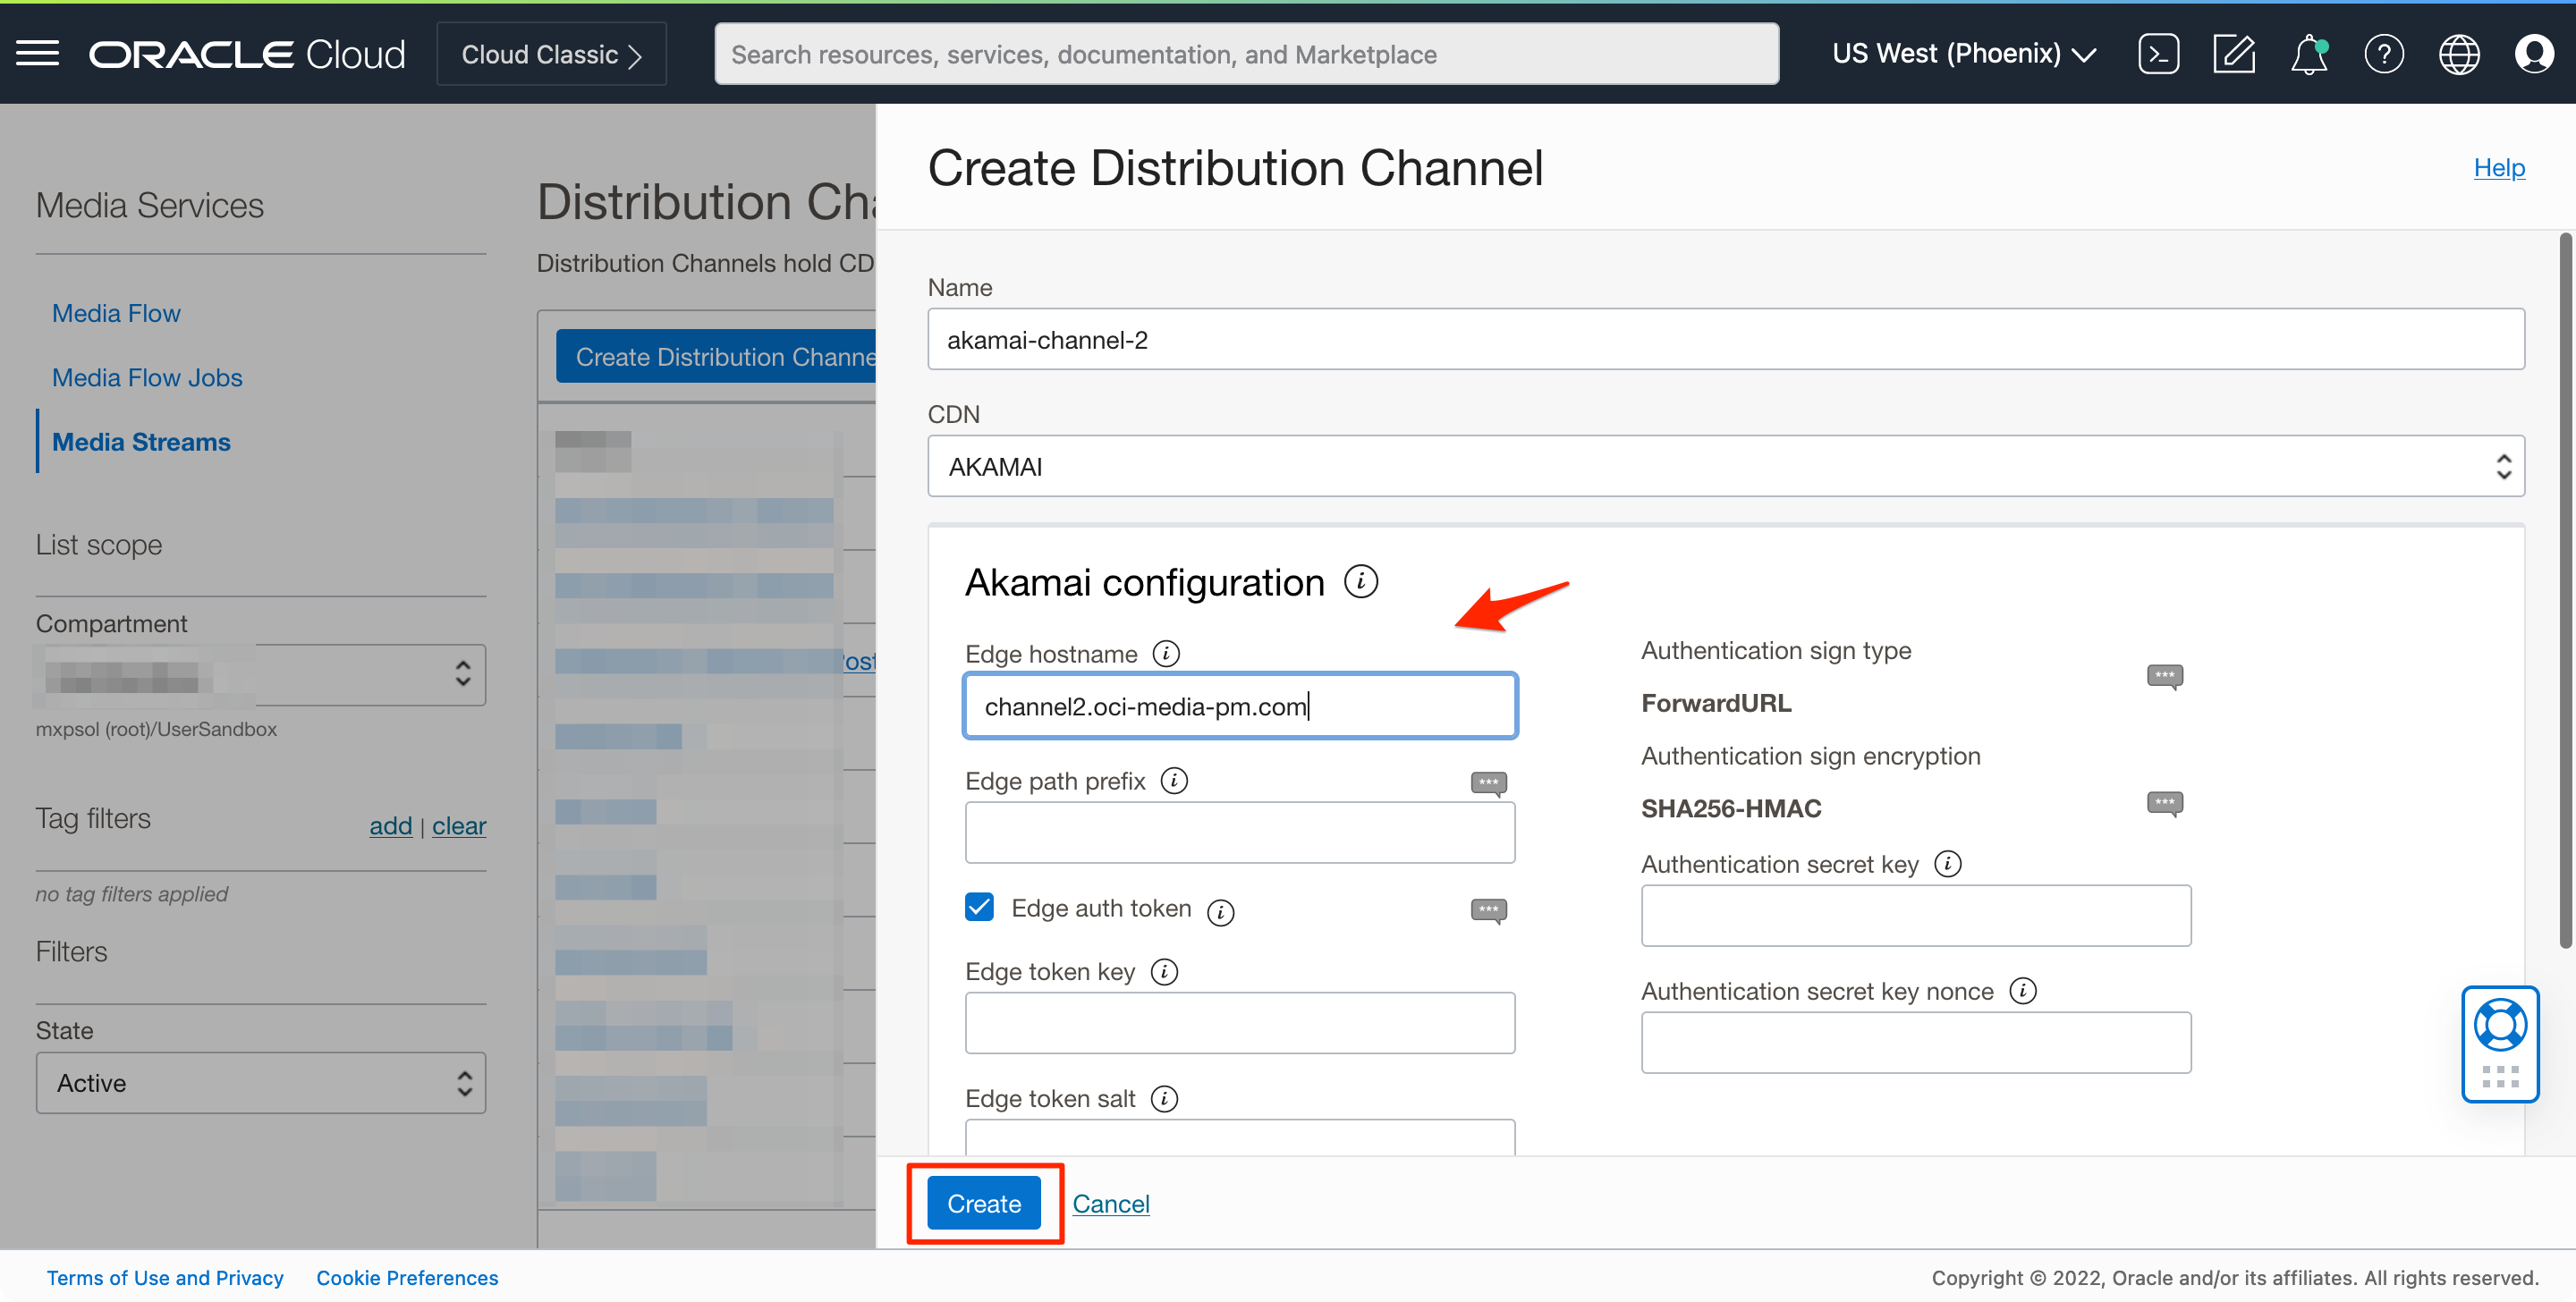 ORACLE Cloud
Cloud Classic
Search resources, services, documentation, and Marketplace
US West (Phoenix)
Media Services
Media Flow
Media Flow Jobs
Media Streams
List scope
Compartment
mxpsol (root)/UserSandbox
Tag filters
add | clear
no tag filters applied
Filters
State
Active
Distribution Cha
Distribution Channels hold CD
Create Distribution Channe
Post
Create Distribution Channel
Help
Name
akamai-channel-2
CDN
AKAMAI
Akamai configuration
Edge hostname
channel2.oci-media-pm.com
Edge path prefix
Edge auth token
Edge token key
Edge token salt
Authentication sign type
ForwardURL
Authentication sign encryption
SHA256-HMAC
Authentication secret key
Authentication secret key nonce
Create
Cancel
Terms of Use and Privacy
Cookie Preferences
Copyright © 2022, Oracle and/or its affiliates. All rights reserved.